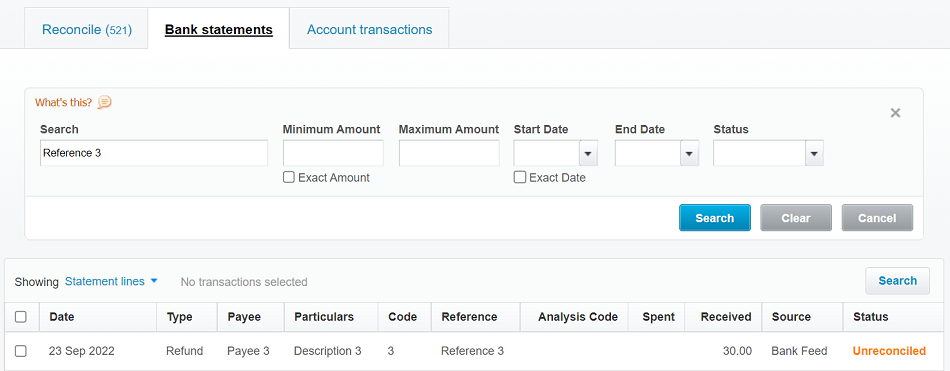 Reconcile (521) Bank statements Account transactions
What's this?
Search Minimum Amount Maximum Amount Start Date End Date Status
Reference 3
Exact Amount Exact Date
Search Clear Cancel
Showing Statement lines No transactions selected Search
Date Type Payee Particulars Code Reference Analysis Code Spent Received Source Status
23 Sep 2022 Refund Payee 3 Description 3 3 Reference 3 30.00 Bank Feed Unreconciled